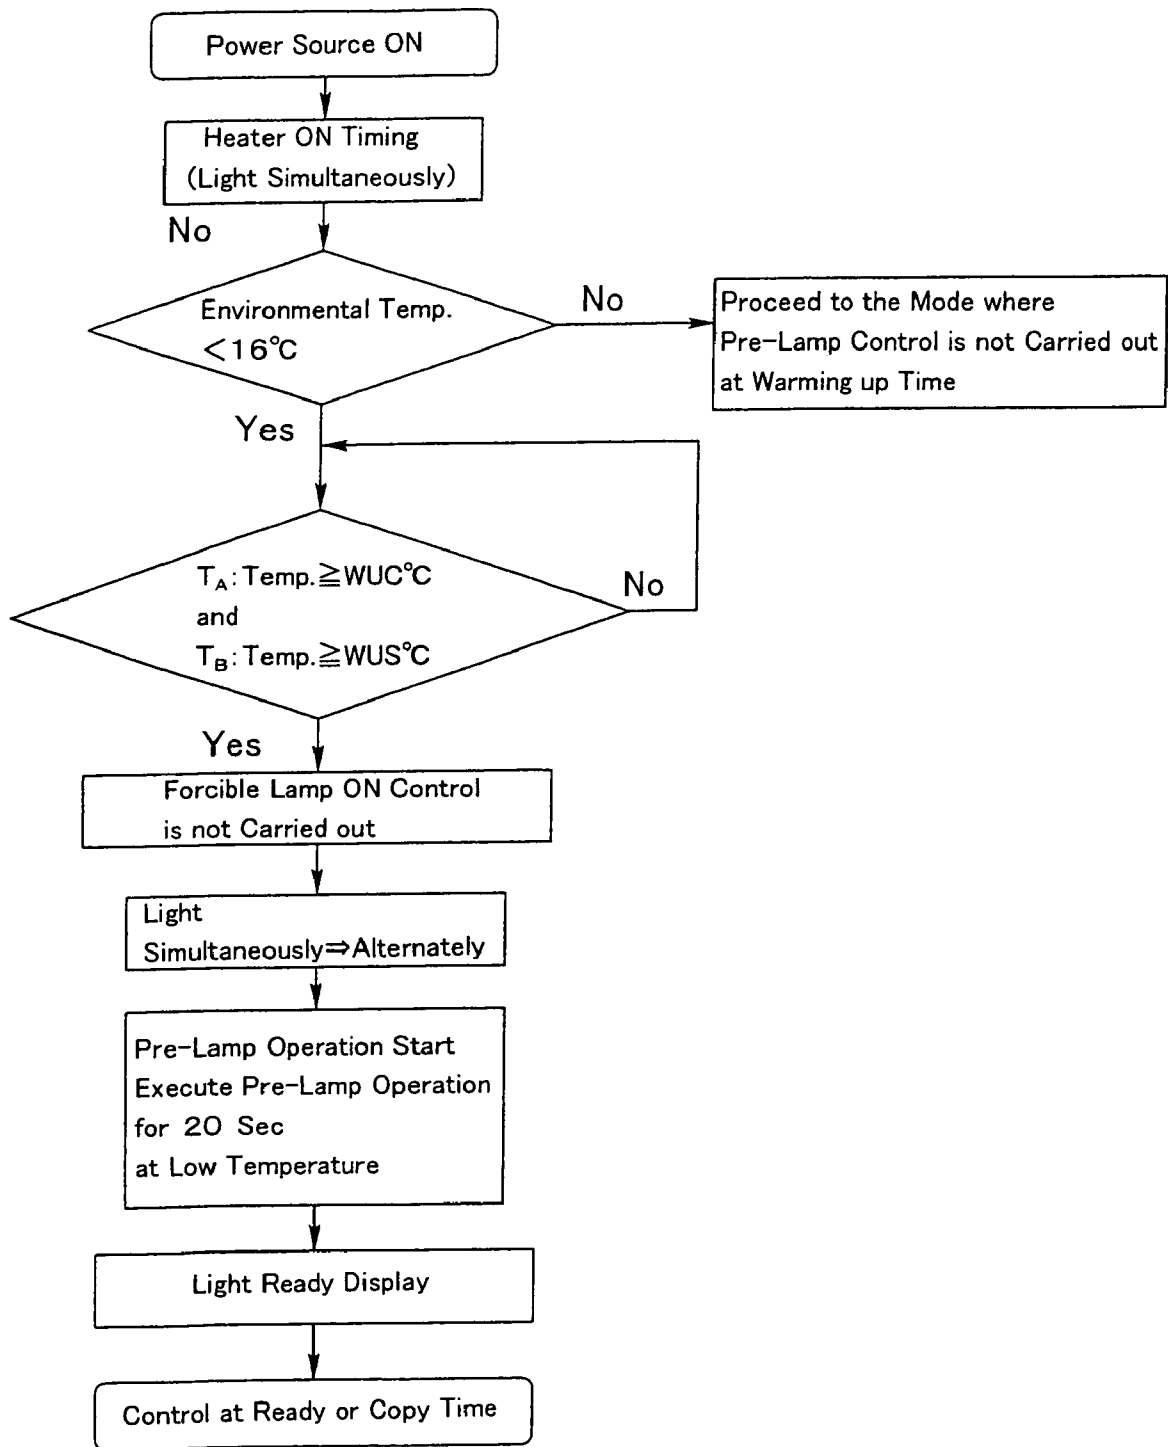 Power Source ON
Heater ON Timing
(Light Simultaneously)
No
Environmental Temp.
<16℃
No
Proceed to the Mode where
Pre-Lamp Control is not Carried out
at Warming up Time
Yes
T_A:Temp.≧WUC℃
and
T_B:Temp.≧WUS℃
No
Yes
Forcible Lamp ON Control
is not Carried out
Light
Simultaneously⇒Alternately
Pre-Lamp Operation Start
Execute Pre-Lamp Operation
for 20 Sec
at Low Temperature
Light Ready Display
Control at Ready or Copy Time